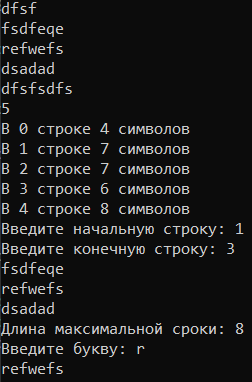 dfsf
fsdfeqe
refwefs
dsadad
dfsfsdfs
5
В 0 строке 4 символов
В 1 строке 7 символов
В 2 строке 7 символов
В 3 строке 6 символов
В 4 строке 8 символов
Введите начальную строку: 1
Введите конечную строку: 3
fsdfeqe
refwefs
dsadad
Длина максимальной сроки: 8
Введите букву: r
refwefs